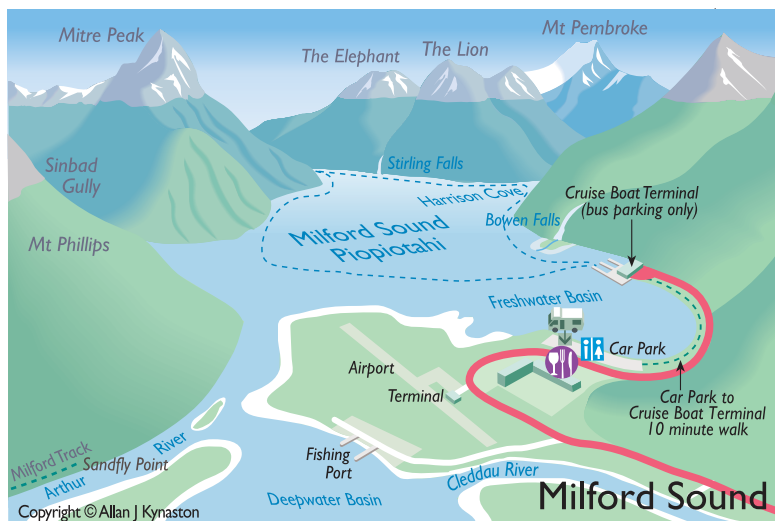 Mitre Peak
The Elephant
The Lion
Mt Pembroke
Sinbad
Gully
Stirling Falls
Harrison Cove
Cruise Boat Terminal
(bus parking only)
Bowen Falls
Mt Phillips
Milford Sound
Piopiotahi
Freshwater Basin
i
Car Park
Airport
Terminal
Car Park to
Cruise Boat Terminal
10 minute walk
Milford Track
Sandfly Point
Arthur River
Fishing
Port
Cleddau River
Deepwater Basin
Milford Sound
Copyright © Allan J Kynaston